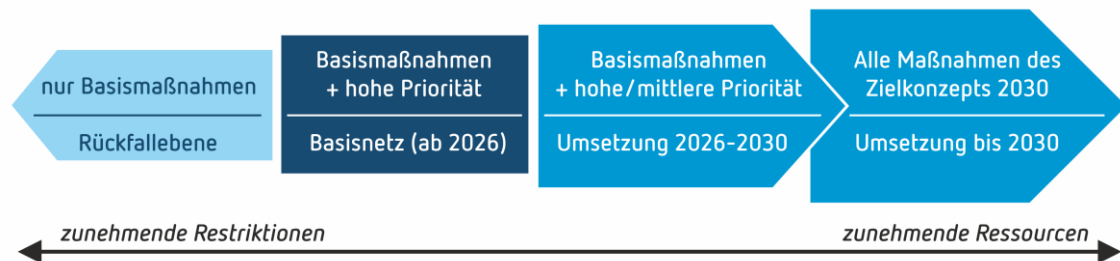 nur Basismaßnahmen
Rückfallebene
Basismaßnahmen
+ hohe Priorität
Basisnetz (ab 2026)
Basismaßnahmen
+ hohe/mittlere Priorität
Umsetzung 2026-2030
Alle Maßnahmen des
Zielkonzepts 2030
Umsetzung bis 2030
zunehmende Restriktionen
zunehmende Ressourcen